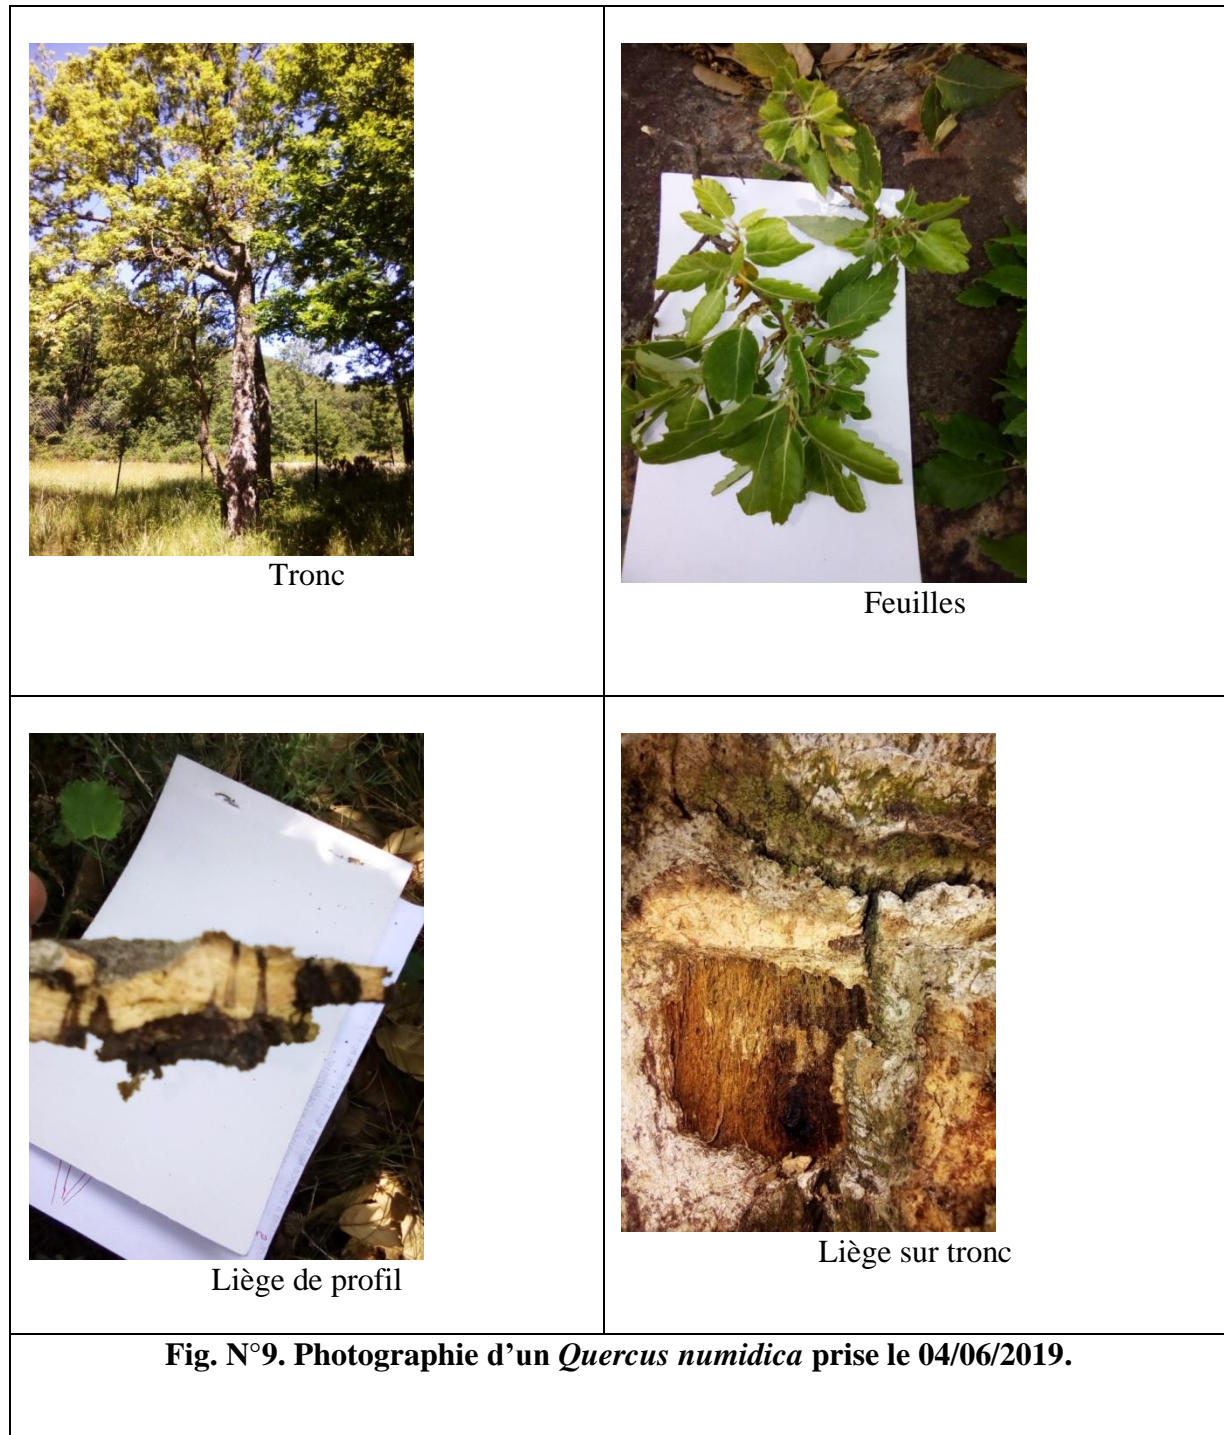 Tronc
Feuilles
Liège de profil
Liège sur tronc
Fig. N°9. Photographie d'un Quercus numidica prise le 04/06/2019.